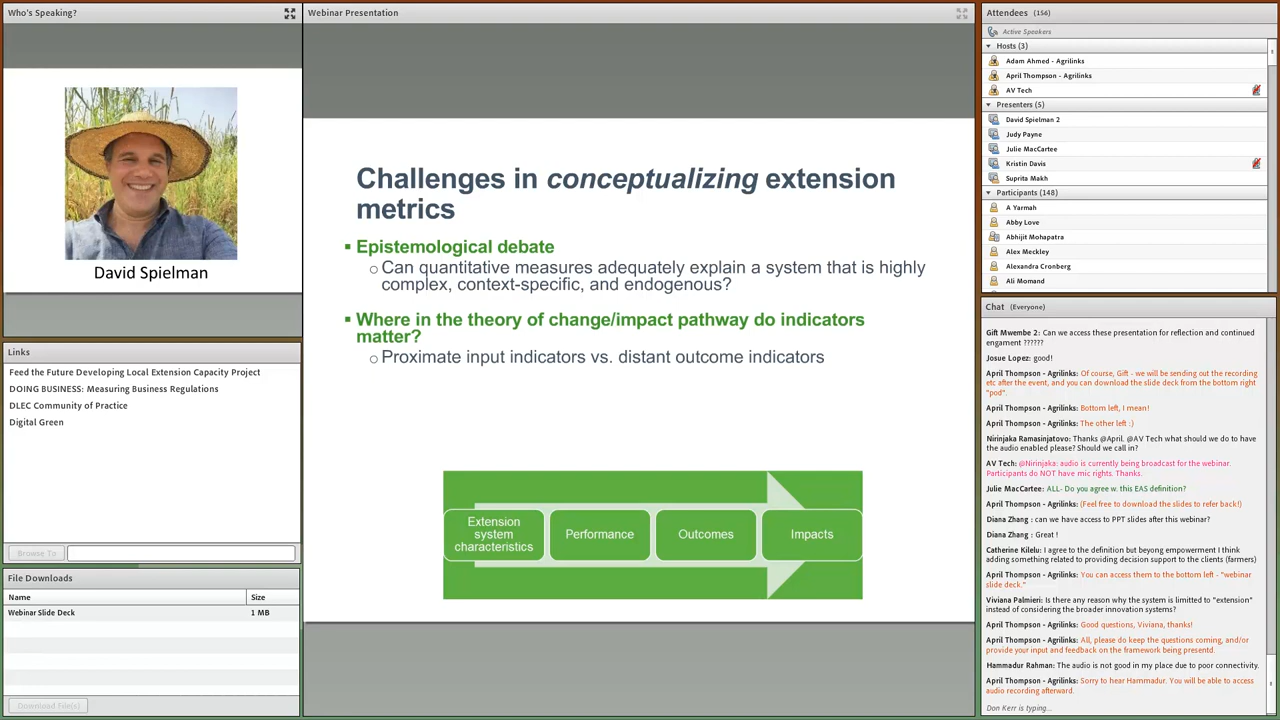 Who's Speaking?
David Spielman
Links
Feed the Future Developing Local Extension Capacity Project
DOING BUSINESS: Measuring Business Regulations
DLEC Community of Practice
Digital Green
Browse To
File Downloads
Name Size
Webinar Slide Deck 1 MB
Download File(s)
Webinar Presentation
Challenges in conceptualizing extension
metrics
▪ Epistemological debate
○ Can quantitative measures adequately explain a system that is highly
complex, context-specific, and endogenous?
▪ Where in the theory of change/impact pathway do indicators
matter?
○ Proximate input indicators vs. distant outcome indicators
Extension
system
characteristics
Performance
Outcomes
Impacts
Attendees (156)
Active Speakers
Hosts (3)
Adam Ahmed - Agrilinks
April Thompson - Agrilinks
AV Tech
Presenters (5)
David Spielman 2
Judy Payne
Julie MacCartee
Kristin Davis
Suprita Makh
Participants (148)
A Yarmah
Abby Love
Abhijit Mohapatra
Alex Meckley
Alexandra Cronberg
Ali Momand
Chat (Everyone)
Gift Mwembe 2: Can we access these presentation for reflection and continued
engament ??????
Josue Lopez: good!
April Thompson - Agrilinks: Of course, Gift - we will be sending out the recording
etc after the event, and you can download the slide deck from the bottom right
"pod".
April Thompson - Agrilinks: Bottom left, I mean!
April Thompson - Agrilinks: The other left :)
Nirinjaka Ramasinjatovo: Thanks @April, @AV Tech what should we do to have
the audio enabled please? Should we call in?
AV Tech: @Nirinjaka: audio is currently being broadcast for the webinar.
Participants do NOT have mic rights. Thanks.
Julie MacCartee: ALL- Do you agree w. this EAS definition?
April Thompson - Agrilinks: (Feel free to download the slides to refer back!)
Diana Zhang : can we have access to PPT slides after this webinar?
Diana Zhang : Great !
Catherine Kilelu: I agree to the definition but beyong empowerment I think
adding something related to providing decision support to the clients (farmers)
April Thompson - Agrilinks: You can access them to the bottom left - "webinar
slide deck."
Viviana Palmieri: Is there any reason why the system is limitted to "extension"
instead of considering the broader innovation systems?
April Thompson - Agrilinks: Good questions, Viviana, thanks!
April Thompson - Agrilinks: All, please do keep the questions coming, and/or
provide your input and feedback on the framework being presentd.
Hammadur Rahman: The audio is not good in my place due to poor connectivity.
April Thompson - Agrilinks: Sorry to hear Hammadur. You will be able to access
audio recording afterward.
Don Kerr is typing...